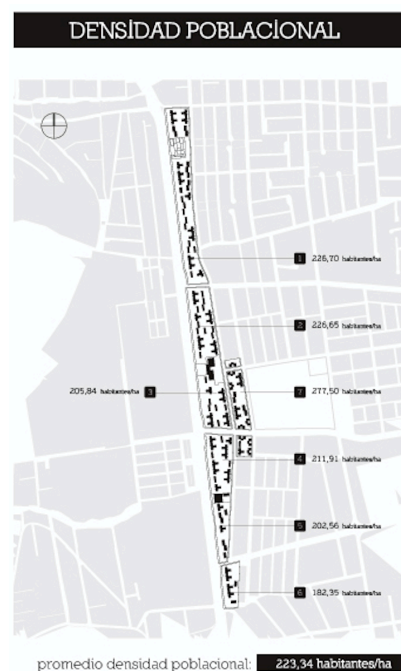 DENSIDAD POBLACIONAL
1 226,70 habitantes/ha
2 226,65 habitantes/ha
205,84 habitantes/ha 3
7 277,50 habitantes/ha
4 211,91 habitantes/ha
5 202,56 habitantes/ha
6 182,35 habitantes/ha
promedio densidad poblacional: 223,34 habitantes/ha